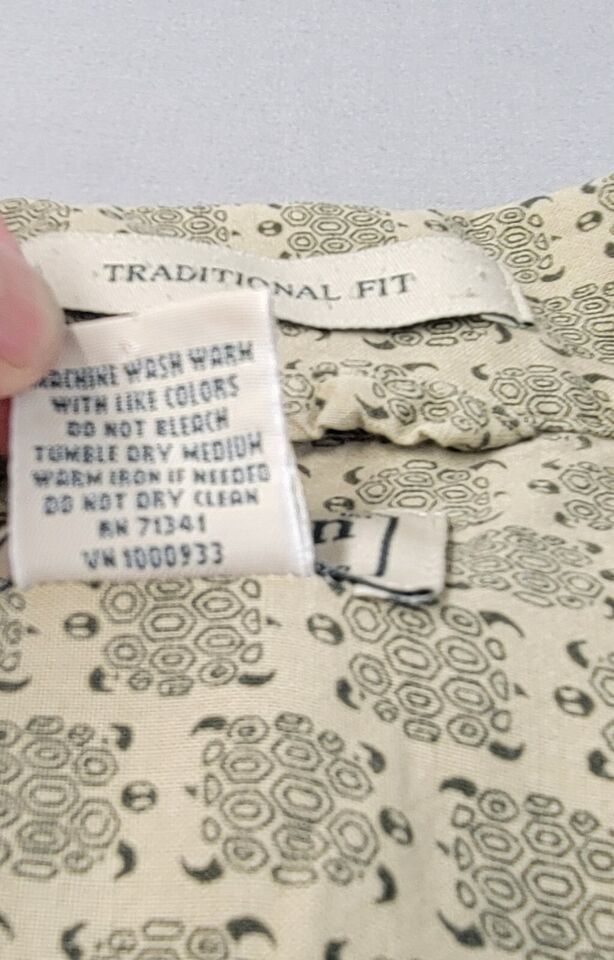 TRADITIONAL FIT
MACHINE WASH WARM
WITH LIKE COLORS
DO NOT BLEACH
TUMBLE DRY MEDIUM
WARM IRON IF NEEDED
DO NOT DRY CLEAN
RN 71341
VN 1000933